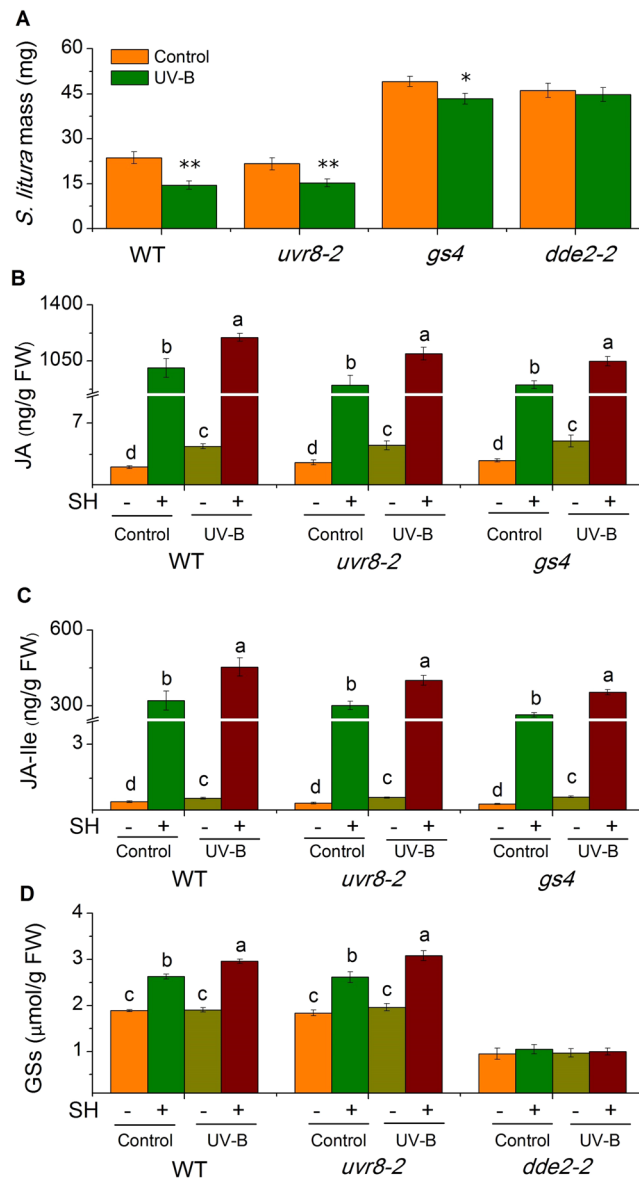 A
S. litura mass (mg)
60
45
30
15
0
Control
UV-B
**
**
*
WT uvr8-2 gs4 dde2-2
B
JA (ng/g FW)
1400
1050
7
d b c a d b c a d b c a
SH - + - + - + - + - + - +
Control UV-B Control UV-B Control UV-B
WT uvr8-2 gs4
C
JA-Ile (ng/g FW)
600
300
3
d b c a d b c a d b c a
SH - + - + - + - + - + - +
Control UV-B Control UV-B Control UV-B
WT uvr8-2 gs4
D
GSs (μmol/g FW)
4
3
2
1
c b c a c b c a
SH - + - + - + - + - + - +
Control UV-B Control UV-B Control UV-B
WT uvr8-2 dde2-2